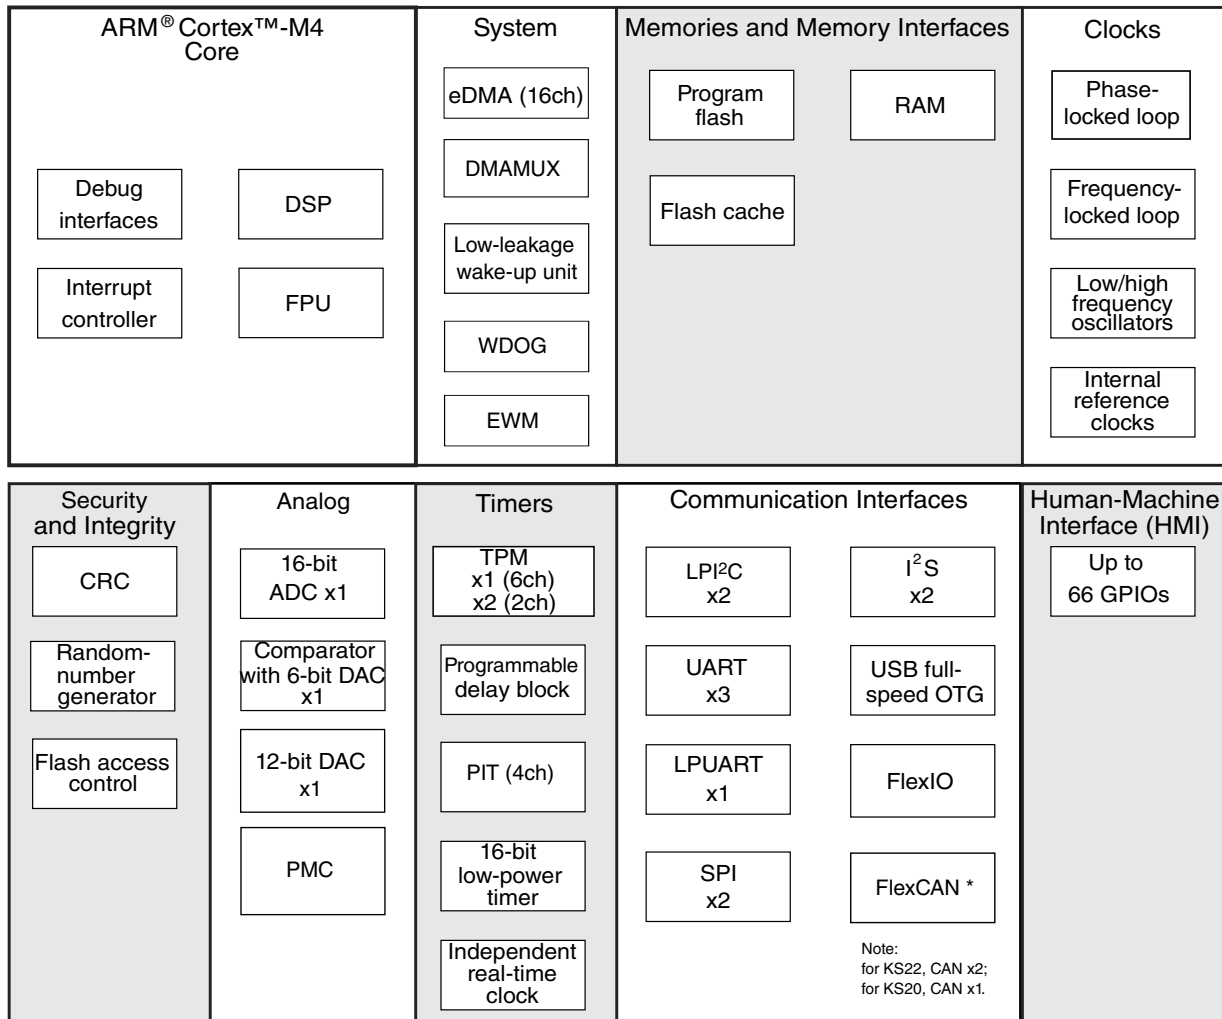 ARM® Cortex™-M4
Core
Debug
interfaces
DSP
Interrupt
controller
FPU
System
eDMA (16ch)
DMAMUX
Low-leakage
wake-up unit
WDOG
EWM
Memories and Memory Interfaces
Program
flash
RAM
Flash cache
Clocks
Phase-
locked loop
Frequency-
locked loop
Low/high
frequency
oscillators
Internal
reference
clocks
Security
and Integrity
CRC
Random-
number
generator
Flash access
control
Analog
16-bit
ADC x1
Comparator
with 6-bit DAC
x1
12-bit DAC
x1
PMC
Timers
TPM
x1 (6ch)
x2 (2ch)
Programmable
delay block
PIT (4ch)
16-bit
low-power
timer
Independent
real-time
clock
Communication Interfaces
LPI²C
x2
I²S
x2
UART
x3
USB full-
speed OTG
LPUART
x1
FlexIO
SPI
x2
FlexCAN *
Note:
for KS22, CAN x2;
for KS20, CAN x1.
Human-Machine
Interface (HMI)
Up to
66 GPIOs